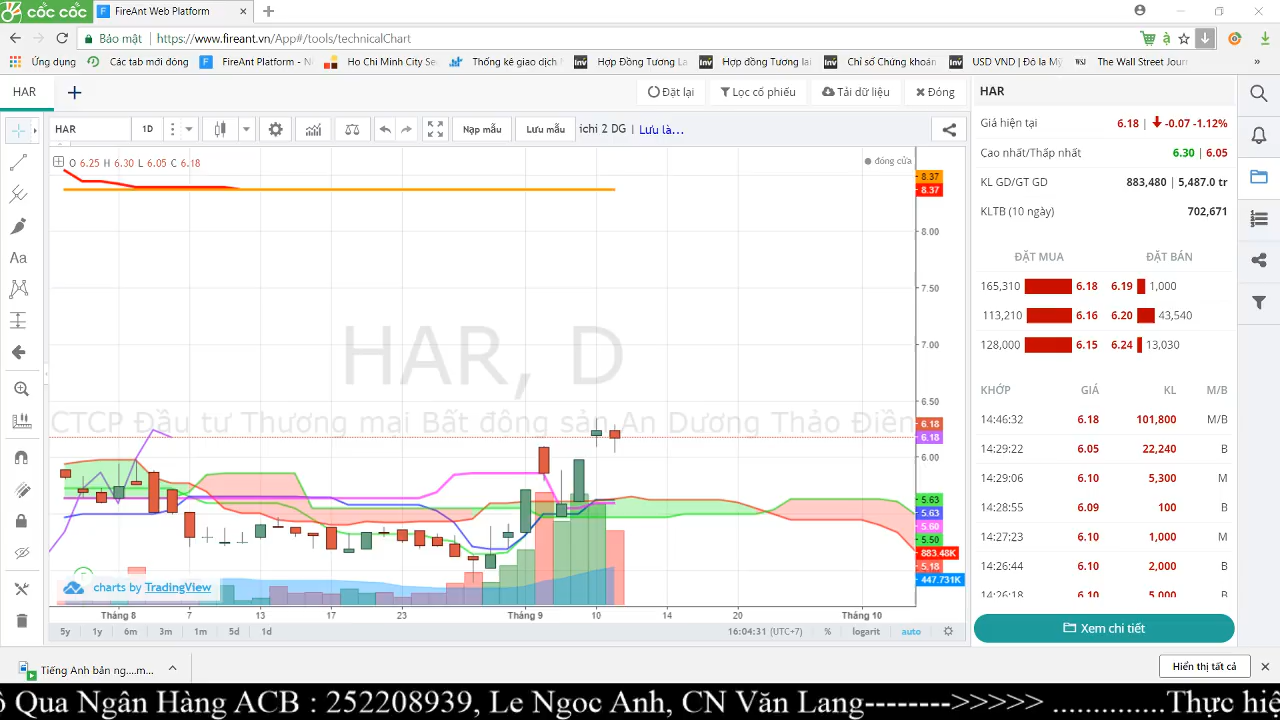 cốc cốc
FireAnt Web Platform
Bảo mật
https://www.fireant.vn/App#/tools/technicalChart
Ứng dụng
Các tab mới đóng
FireAnt Platform - N
Ho Chi Minh City Se
Thống kê giao dịch
Hợp Đồng Tương La
Hợp đồng Tương lai
Chỉ số Chứng khoán
USD VND | Đô la Mỹ
The Wall Street Jour
HAR
Đặt lại
Lọc cổ phiếu
Tải dữ liệu
Đóng
HAR
1D
Nạp mẫu
Lưu mẫu
ichi 2 DG | Lưu là...
O 6.25 H 6.30 L 6.05 C 6.18
đóng cửa
HAR, D
CTCP Đầu tư Thương mại Bất động sản An Dương Thảo Điền
8.37
8.37
8.00
7.50
7.00
6.50
6.18
6.18
6.00
5.63
5.63
5.60
5.50
883.48K
5.18
447.731K
charts by TradingView
Tháng 8
7
13
17
23
Tháng 9
10
14
20
Tháng 10
5y 1y 6m 3m 1m 5d 1d
16:04:31 (UTC+7)
%
logarit
auto
HAR
Giá hiện tại 6.18 | -0.07 -1.12%
Cao nhất/Thấp nhất 6.30 | 6.05
KL GD/GT GD 883,480 | 5,487.0 tr
KLTB (10 ngày) 702,671
ĐẶT MUA ĐẶT BÁN
165,310 6.18 6.19 1,000
113,210 6.16 6.20 43,540
128,000 6.15 6.24 13,030
KHỚP GIÁ KL M/B
14:46:32 6.18 101,800 M/B
14:29:22 6.05 22,240 B
14:29:06 6.10 5,300 M
14:28:55 6.09 100 B
14:27:23 6.10 1,000 M
14:26:44 6.10 2,000 B
14:26:18 6.10 5,000 B
Xem chi tiết
Tiếng Anh bản ng....m...
Hiển thị tất cả
Qua Ngân Hàng ACB : 252208939, Le Ngoc Anh, CN Văn Lang--------->>>>> ..............Thực hiệ